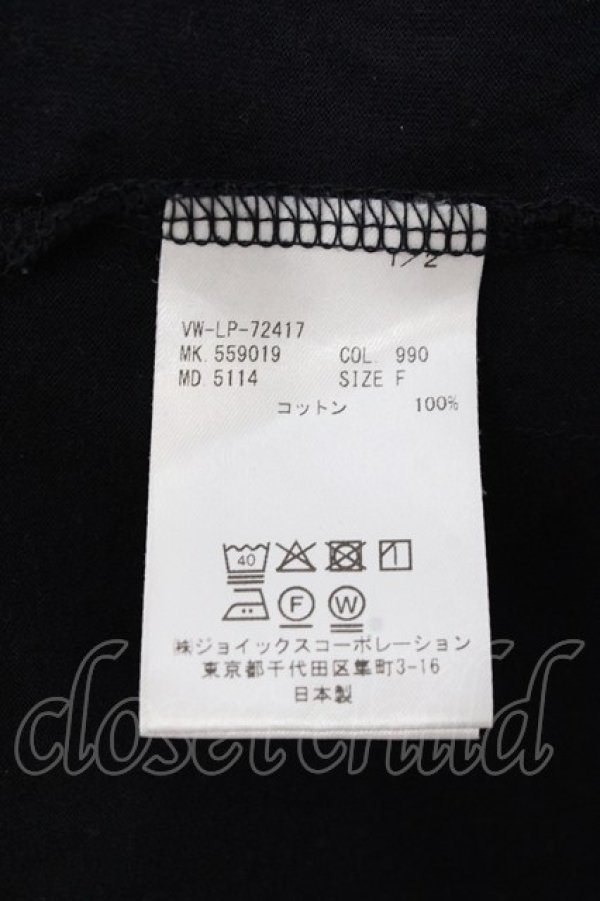 1/2
VW-LP-72417
MK. 559019 COL. 990
MD. 5114 SIZE F
コットン 100%
40
F W
㈱ジョイックスコーポレーション
東京都千代田区隼町3-16
日本製
closet child